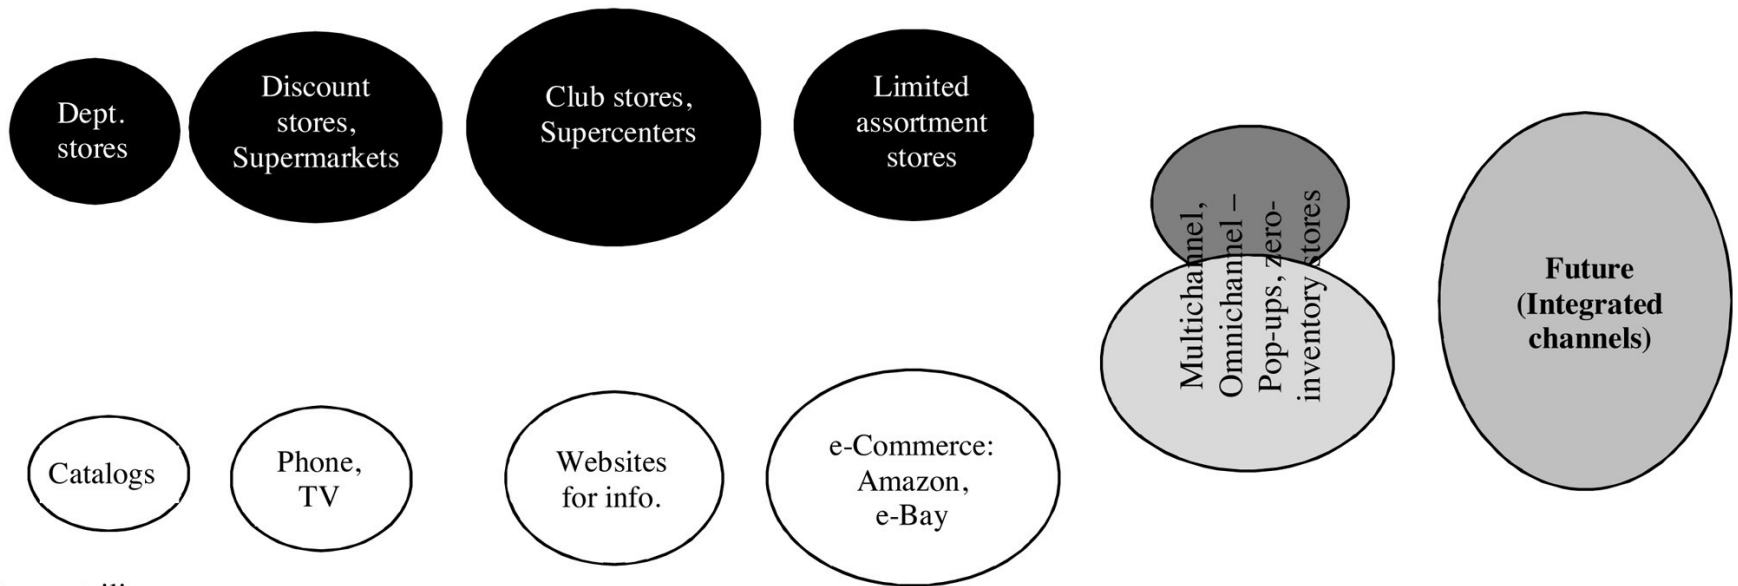 Dept.
stores
Discount
stores,
Supermarkets
Club stores,
Supercenters
Limited
assortment
stores
Multichannel,
Omnichannel –
Pop-ups, zero-
inventory stores
Future
(Integrated
channels)
Catalogs
Phone,
TV
Websites
for info.
e-Commerce:
Amazon,
e-Bay